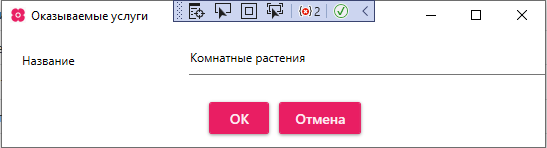 Оказываемые услуги
2
Название
Комнатные растения
ОК
Отмена